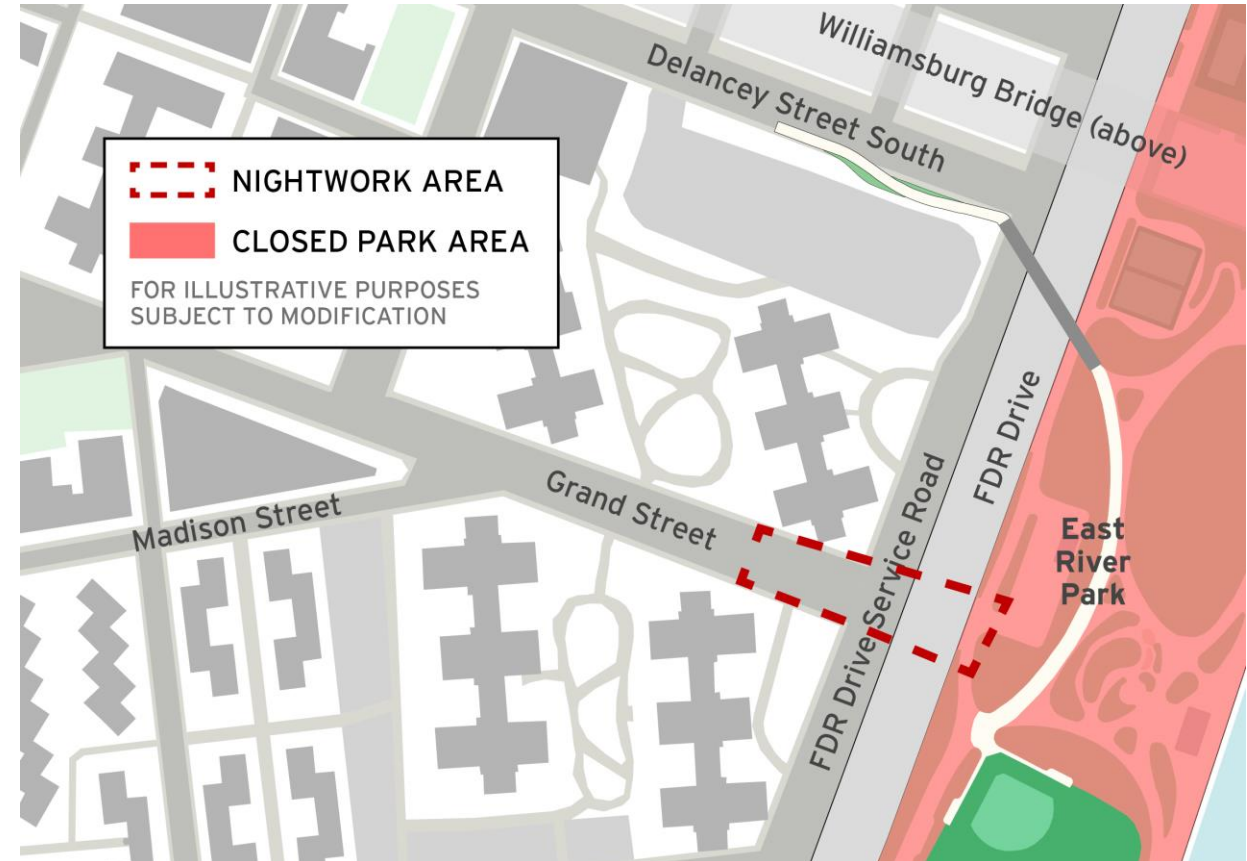 Williamsburg Bridge (above)
Delancey Street South
NIGHTWORK AREA
CLOSED PARK AREA
FOR ILLUSTRATIVE PURPOSES
SUBJECT TO MODIFICATION
FDR Drive
Grand Street
Madison Street
FDR Drive Service Road
East
River
Park